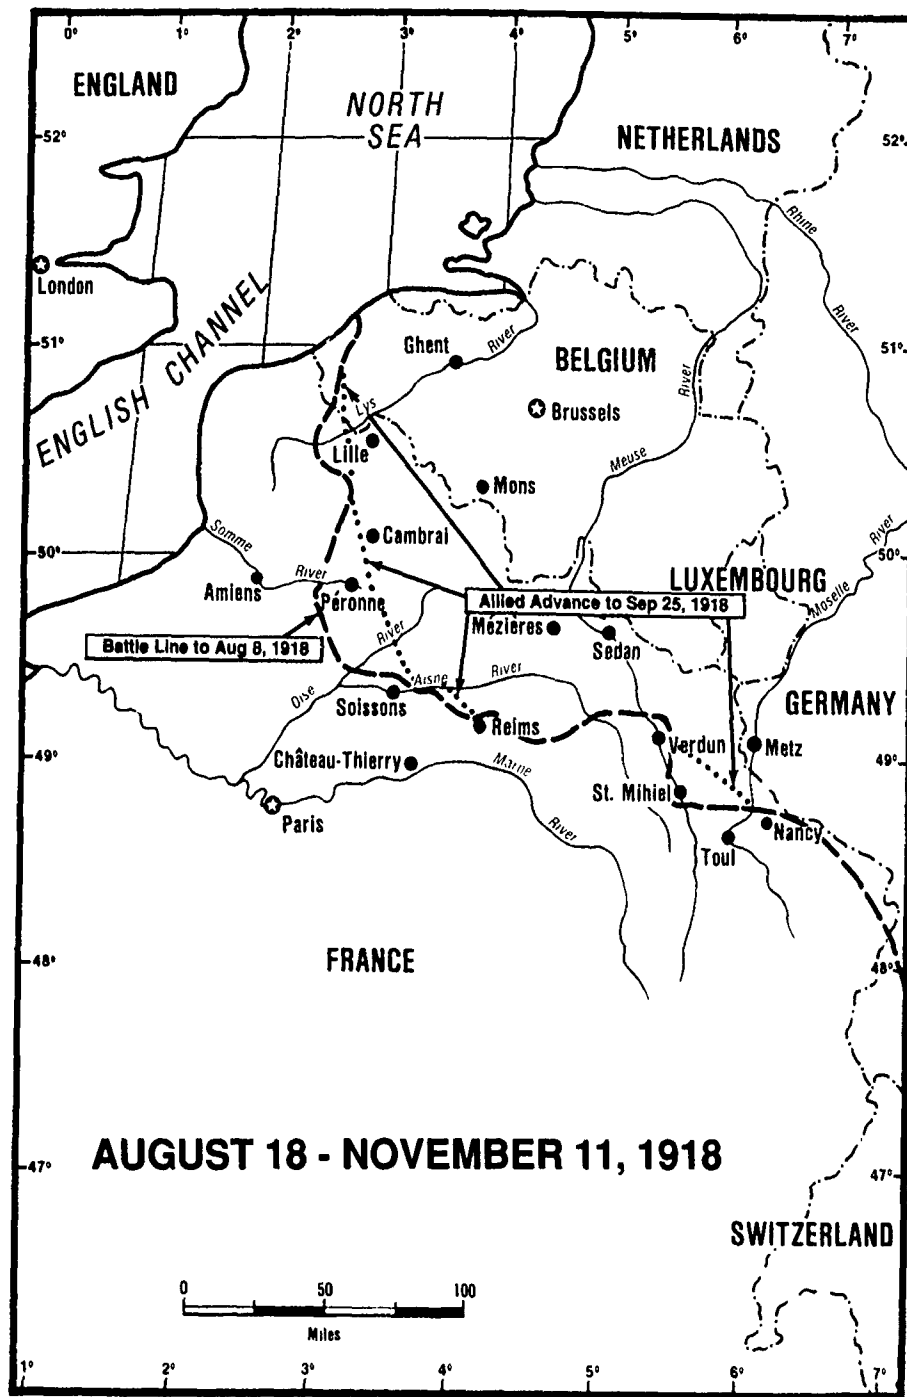 0° 1° 2° 3° 4° 5° 6° 7°
ENGLAND
NORTH
SEA
NETHERLANDS
52° 52°
Rhine
River
London
ENGLISH CHANNEL
51° 51°
Ghent
River
BELGIUM
River
Lys
Brussels
Lille
Meuse
Mons
Somme
Cambrai
River
50° 50°
Amiens
River
Péronne
LUXEMBOURG
Moselle
Allied Advance to Sep 25, 1918
Battle Line to Aug 8, 1918
River
Mézières
Sedan
Oise
Aisne
River
Soissons
GERMANY
Reims
49° 49°
Château-Thierry
Marne
Verdun
Metz
St. Mihiel
Paris
River
Nancy
Toul
FRANCE
48° 48°
AUGUST 18 - NOVEMBER 11, 1918
47° 47°
SWITZERLAND
0 50 100
Miles
1° 2° 3° 4° 5° 6° 7°